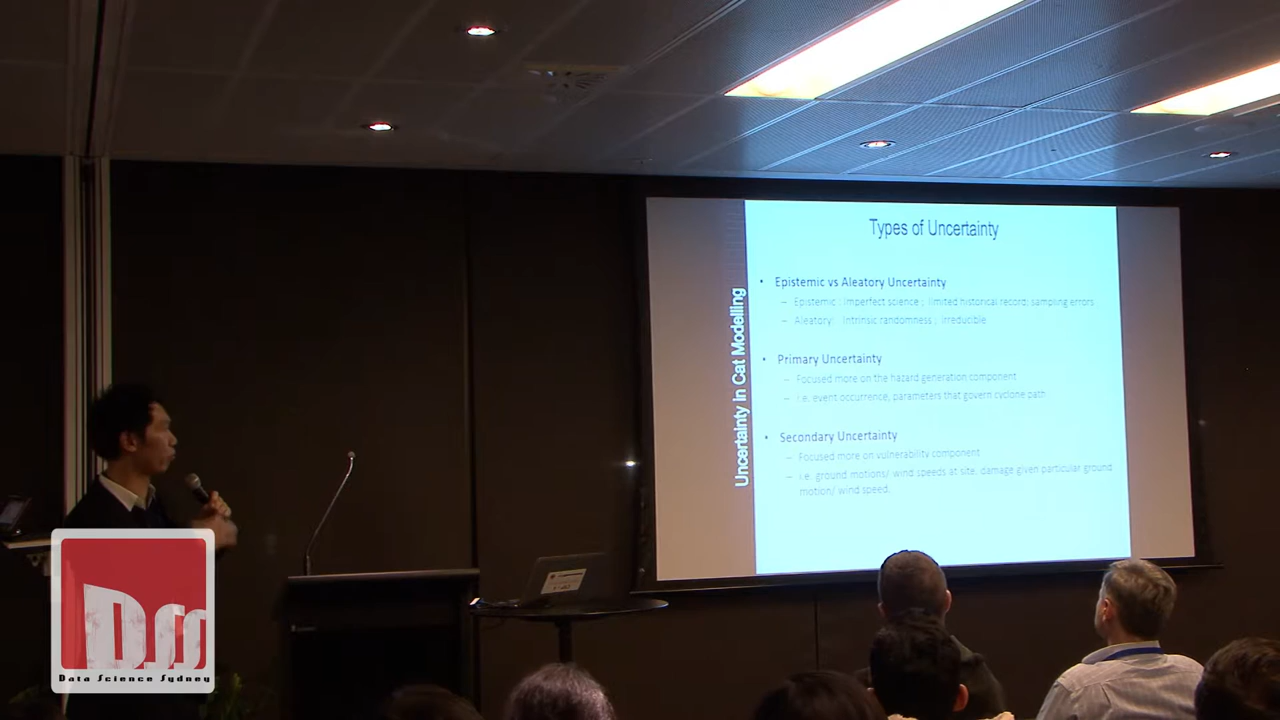 Types of Uncertainty
Uncertainty in Cat Modelling
• Epistemic vs Aleatory Uncertainty
– Epistemic : Imperfect science ; limited historical record; sampling errors
– Aleatory: Intrinsic randomness ; irreducible
• Primary Uncertainty
– Focused more on the hazard generation component
– i.e. event occurrence, parameters that govern cyclone path
• Secondary Uncertainty
– Focused more on vulnerability component
– i.e. ground motions/ wind speeds at site, damage given particular ground
motion/ wind speed.
DSS
Data Science Sydney